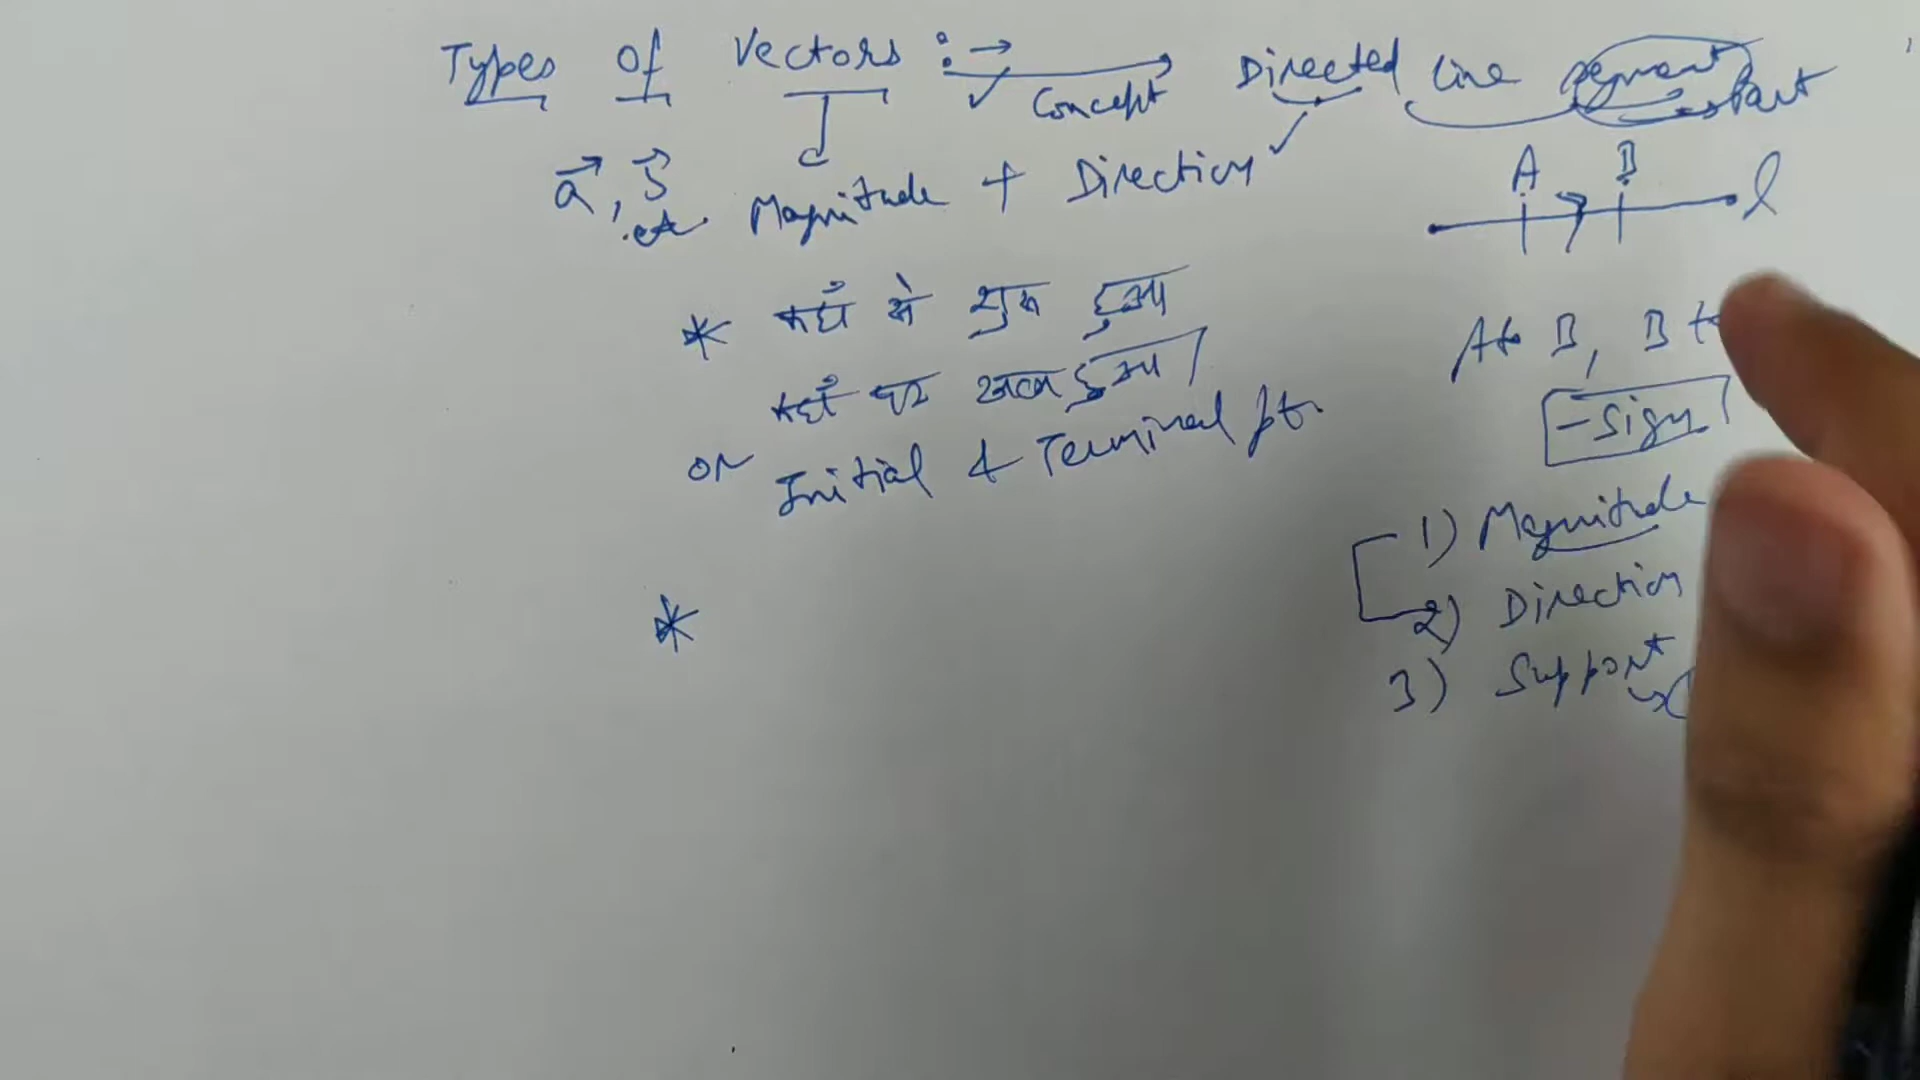 Types of Vectors :→ Concept Directed line segment → Part
a⃗, b⃗ etc. Magnitude + Direction ✓
A B l
* कहाँ से शुरू हुआ
कहाँ पर खत्म हुआ
or Initial & Terminal pt.
A to B, B to
-Sign
1) Magnitude
2) Direction
3) Support
*